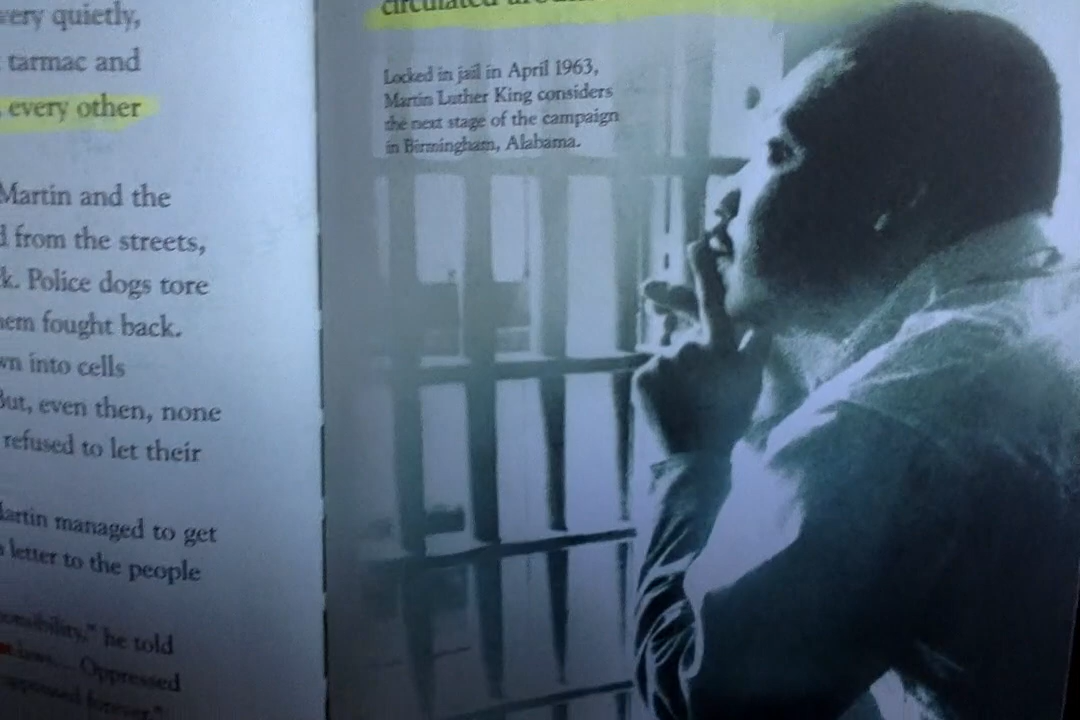 very quietly,
tarmac and
every other
Martin and the
from the streets,
Police dogs tore
fought back.
into cells
But, even then, none
refused to let their
Martin managed to get
letter to the people
he told
Oppressed
circulated
Locked in jail in April 1963,
Martin Luther King considers
the next stage of the campaign
in Birmingham, Alabama.